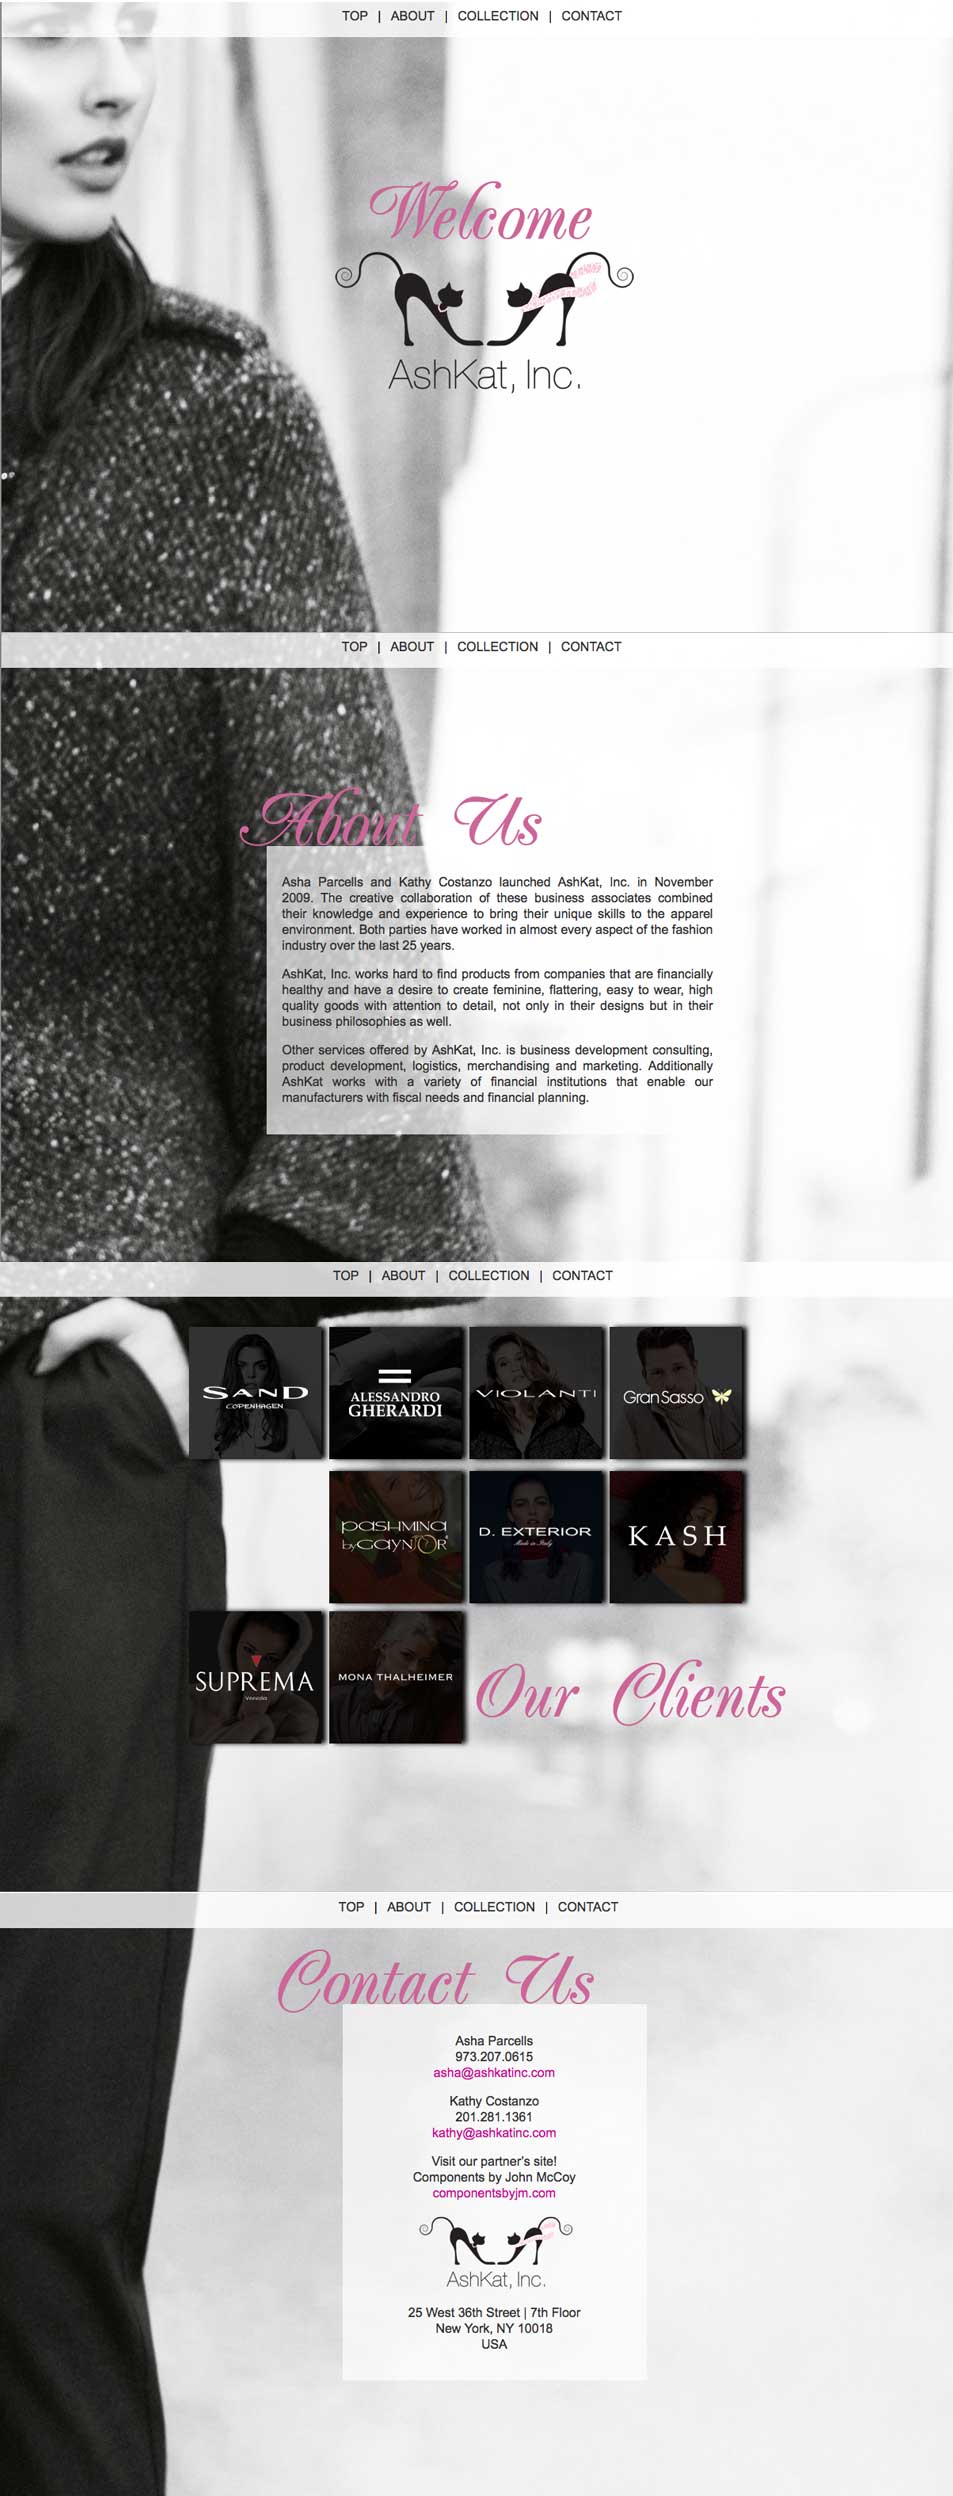 TOP | ABOUT | COLLECTION | CONTACT
Welcome
AshKat, Inc.
TOP | ABOUT | COLLECTION | CONTACT
About Us
Asha Parcells and Kathy Costanzo launched AshKat, Inc. in November
2009. The creative collaboration of these business associates combined
their knowledge and experience to bring their unique skills to the apparel
environment. Both parties have worked in almost every aspect of the fashion
industry over the last 25 years.
AshKat, Inc. works hard to find products from companies that are financially
healthy and have a desire to create feminine, flattering, easy to wear, high
quality goods with attention to detail, not only in their designs but in their
business philosophies as well.
Other services offered by AshKat, Inc. is business development consulting,
product development, logistics, merchandising and marketing. Additionally
AshKat works with a variety of financial institutions that enable our
manufacturers with fiscal needs and financial planning.
TOP | ABOUT | COLLECTION | CONTACT
SAND
COPENHAGEN
ALESSANDRO
GHERARDI
VIOLANTI
Gran Sasso
PASHMINA
by GAYNOR
D. EXTERIOR
Made in Italy
KASH
SUPREMA
Venezia
MONA THALHEIMER
Our Clients
TOP | ABOUT | COLLECTION | CONTACT
Contact Us
Asha Parcells
973.207.0615
asha@ashkatinc.com
Kathy Costanzo
201.281.1361
kathy@ashkatinc.com
Visit our partner’s site!
Components by John McCoy
componentsbyjm.com
AshKat, Inc.
25 West 36th Street | 7th Floor
New York, NY 10018
USA